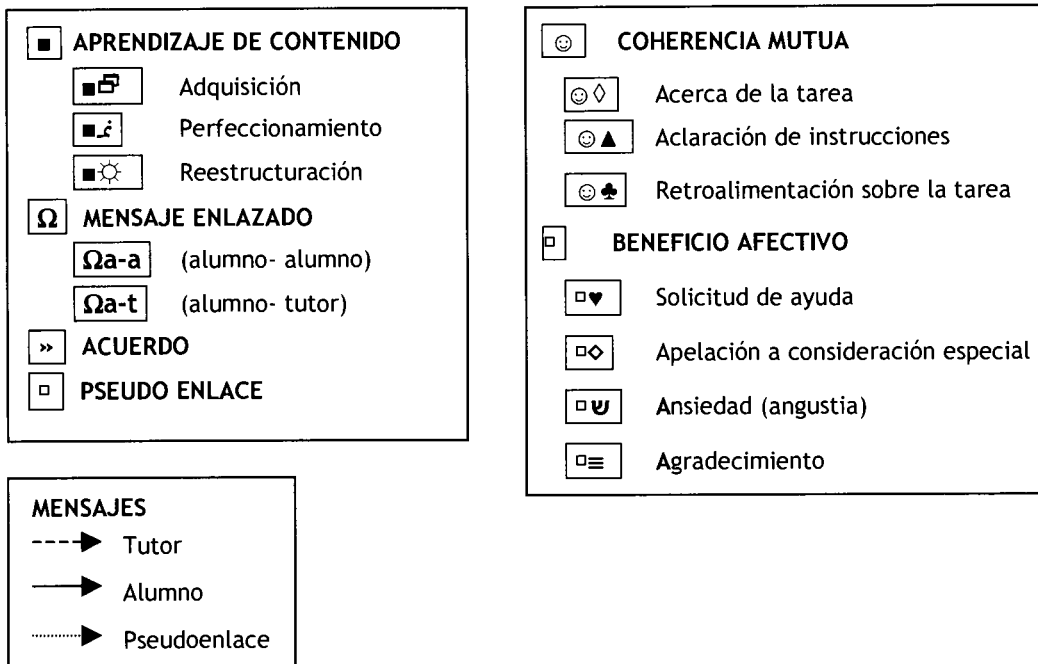 ■ APRENDIZAJE DE CONTENIDO
■🗗 Adquisición
■ Perfeccionamiento
■☼ Reestructuración
Ω MENSAJE ENLAZADO
Ωa-a (alumno- alumno)
Ωa-t (alumno- tutor)
» ACUERDO
▫ PSEUDO ENLACE
☺ COHERENCIA MUTUA
☺◊ Acerca de la tarea
☺▲ Aclaración de instrucciones
☺♣ Retroalimentación sobre la tarea
▫ BENEFICIO AFECTIVO
▫♥ Solicitud de ayuda
▫◇ Apelación a consideración especial
▫ש Ansiedad (angustia)
▫≡ Agradecimiento
MENSAJES
Tutor
Alumno
Pseudoenlace